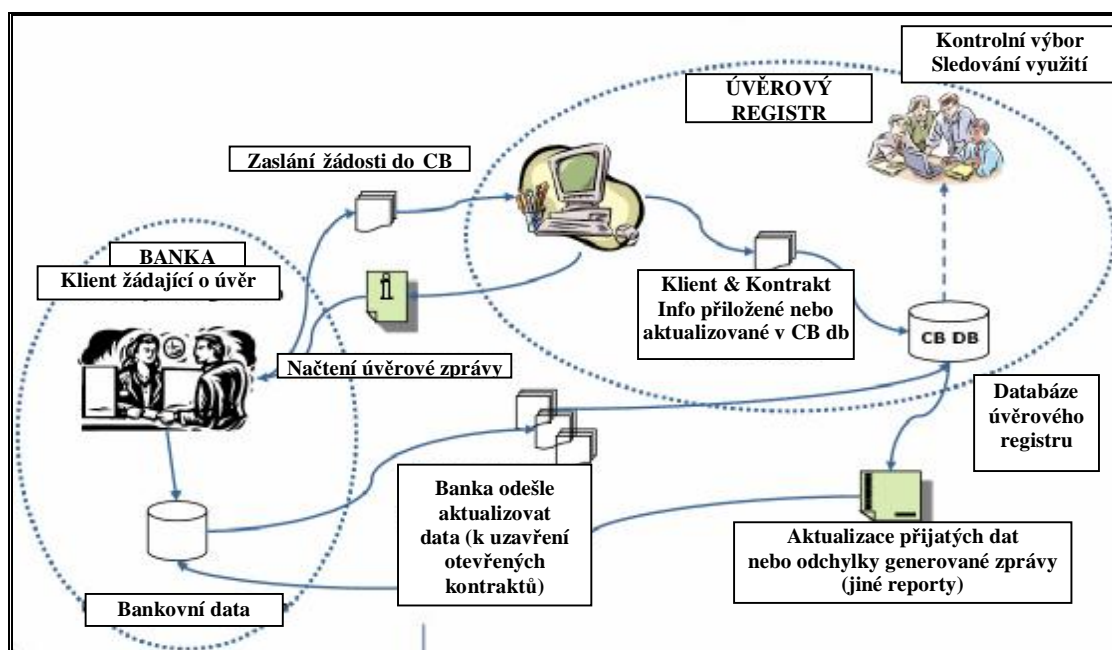 Kontrolní výbor
Sledování využití
ÚVĚROVÝ
REGISTR
Zaslání žádosti do CB
BANKA
Klient žádající o úvěr
i
Klient & Kontrakt
Info přiložené nebo
aktualizované v CB db
CB DB
Načtení úvěrové zprávy
Databáze
úvěrového
registru
Banka odešle
aktualizovat
data (k uzavření
otevřených
kontraktů)
Aktualizace přijatých dat
nebo odchylky generované zprávy
(jiné reporty)
Bankovní data